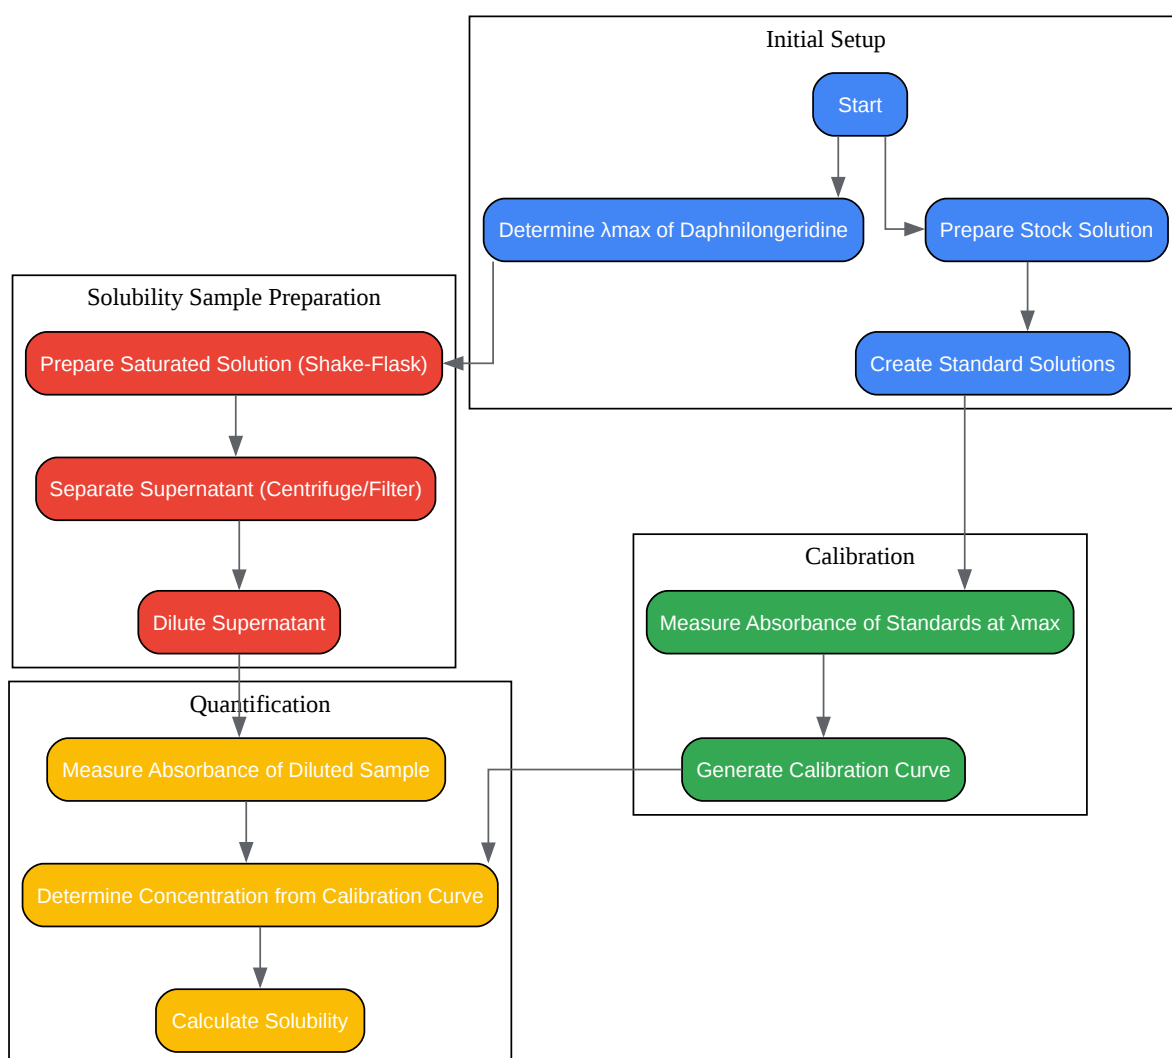 Initial Setup
Start
Determine λmax of Daphnilongeridine
Prepare Stock Solution
Create Standard Solutions
Solubility Sample Preparation
Prepare Saturated Solution (Shake-Flask)
Separate Supernatant (Centrifuge/Filter)
Dilute Supernatant
Calibration
Measure Absorbance of Standards at λmax
Generate Calibration Curve
Quantification
Measure Absorbance of Diluted Sample
Determine Concentration from Calibration Curve
Calculate Solubility